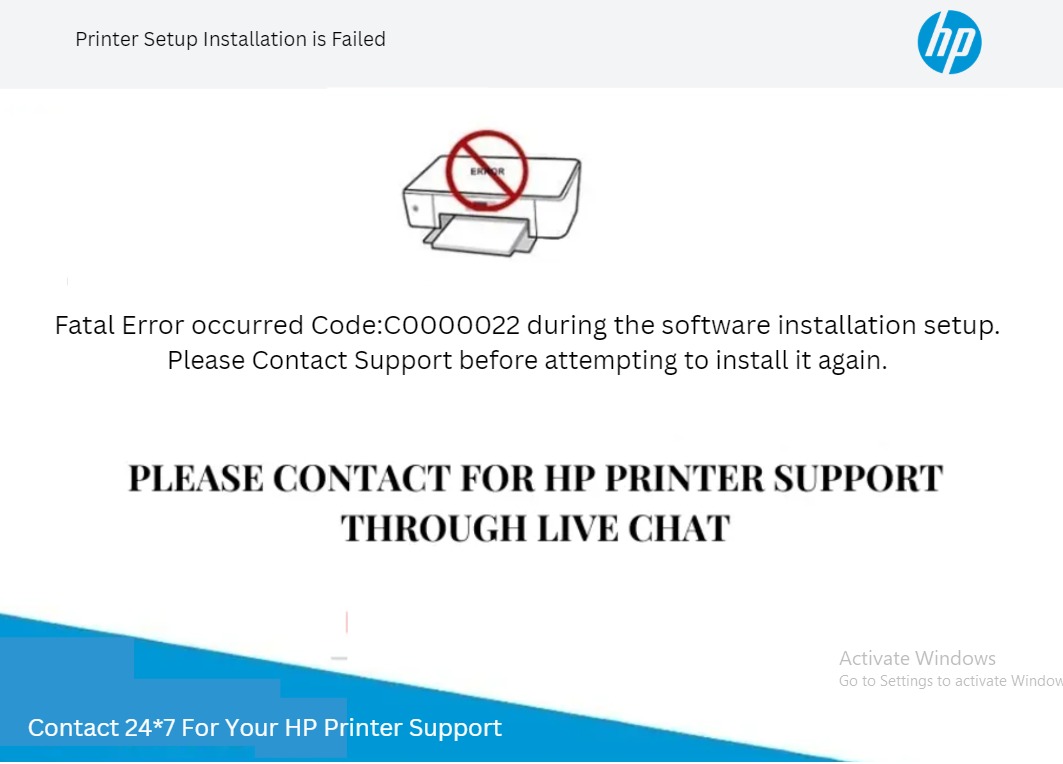 Printer Setup Installation is Failed
hp
ERROR
Fatal Error occurred Code:C0000022 during the software installation setup.
Please Contact Support before attempting to install it again.
PLEASE CONTACT FOR HP PRINTER SUPPORT
THROUGH LIVE CHAT
Activate Windows
Go to Settings to activate Window
Contact 24*7 For Your HP Printer Support